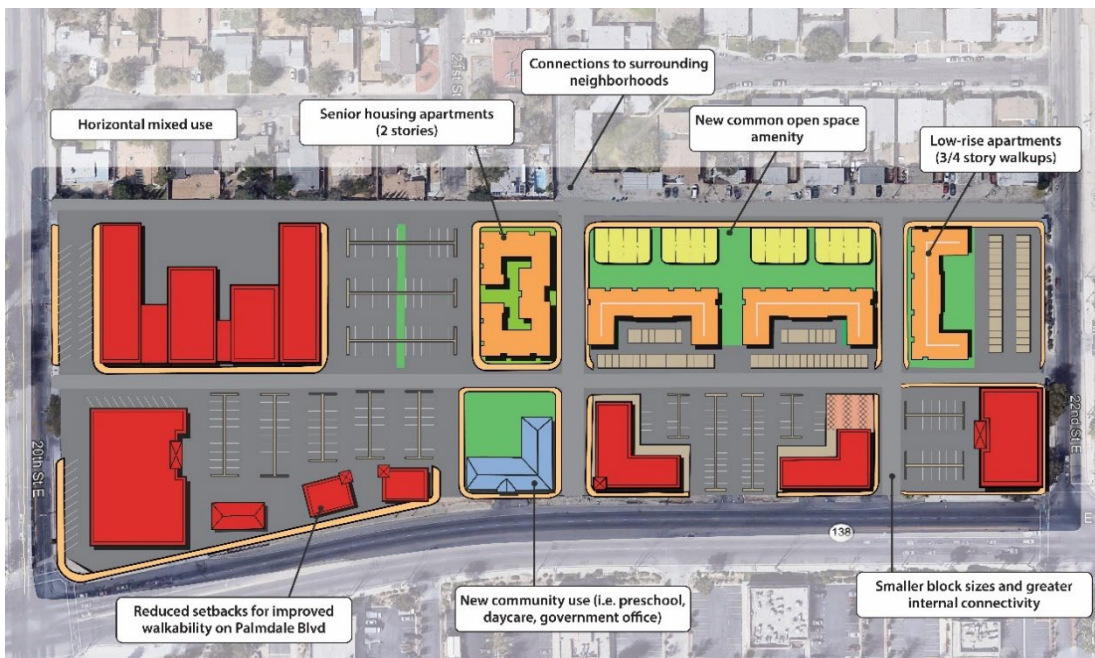 Connections to surrounding
neighborhoods
21st St
Senior housing apartments
(2 stories)
New common open space
amenity
Horizontal mixed use
Low-rise apartments
(3/4 story walkups)
20th St E
22nd St E
E
138
Reduced setbacks for improved
walkability on Palmdale Blvd
New community use (i.e. preschool,
daycare, government office)
Smaller block sizes and greater
internal connectivity